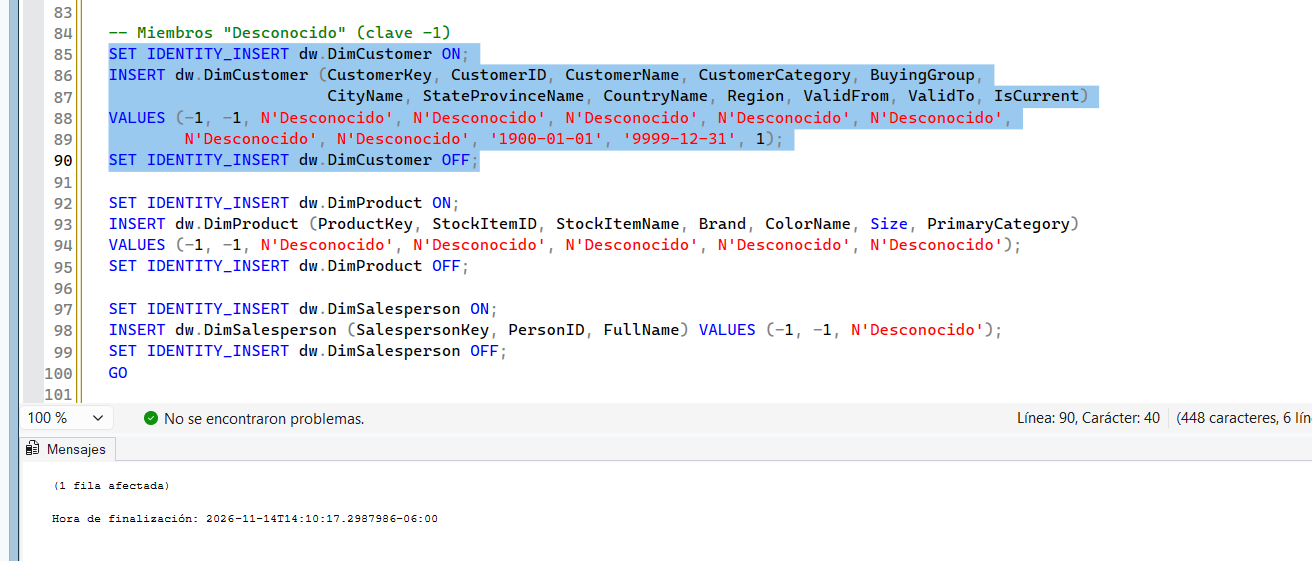 83
84 -- Miembros "Desconocido" (clave -1)
85 SET IDENTITY_INSERT dw.DimCustomer ON;
86 INSERT dw.DimCustomer (CustomerKey, CustomerID, CustomerName, CustomerCategory, BuyingGroup,
87 CityName, StateProvinceName, CountryName, Region, ValidFrom, ValidTo, IsCurrent)
88 VALUES (-1, -1, N'Desconocido', N'Desconocido', N'Desconocido', N'Desconocido', N'Desconocido',
89 N'Desconocido', N'Desconocido', '1900-01-01', '9999-12-31', 1);
90 SET IDENTITY_INSERT dw.DimCustomer OFF;
91
92 SET IDENTITY_INSERT dw.DimProduct ON;
93 INSERT dw.DimProduct (ProductKey, StockItemID, StockItemName, Brand, ColorName, Size, PrimaryCategory)
94 VALUES (-1, -1, N'Desconocido', N'Desconocido', N'Desconocido', N'Desconocido', N'Desconocido');
95 SET IDENTITY_INSERT dw.DimProduct OFF;
96
97 SET IDENTITY_INSERT dw.DimSalesperson ON;
98 INSERT dw.DimSalesperson (SalespersonKey, PersonID, FullName) VALUES (-1, -1, N'Desconocido');
99 SET IDENTITY_INSERT dw.DimSalesperson OFF;
100 GO
101
100 % No se encontraron problemas. Línea: 90, Carácter: 40 (448 caracteres, 6 lín
Mensajes
(1 fila afectada)
Hora de finalización: 2026-11-14T14:10:17.2987986-06:00